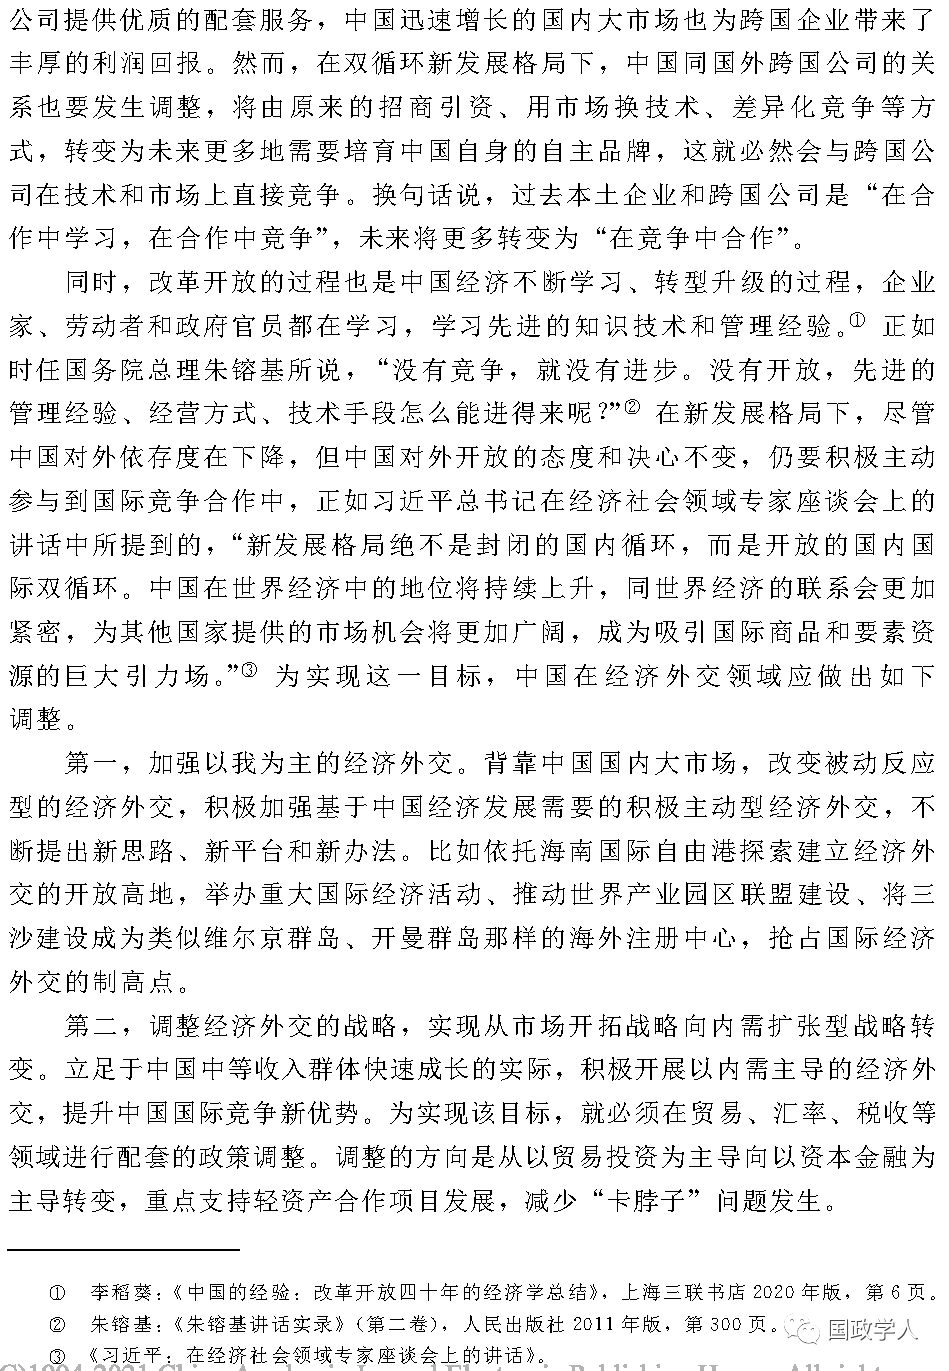 公司提供优质的配套服务，中国迅速增长的国内大市场也为跨国企业带来了
丰厚的利润回报。然而，在双循环新发展格局下，中国同国外跨国公司的关
系也要发生调整，将由原来的招商引资、用市场换技术、差异化竞争等方
式，转变为未来更多地需要培育中国自身的自主品牌，这就必然会与跨国公
司在技术和市场上直接竞争。换句话说，过去本土企业和跨国公司是“在合
作中学习，在合作中竞争”，未来将更多转变为“在竞争中合作”。
同时，改革开放的过程也是中国经济不断学习、转型升级的过程，企业
家、劳动者和政府官员都在学习，学习先进的知识技术和管理经验。① 正如
时任国务院总理朱镕基所说，“没有竞争，就没有进步。没有开放，先进的
管理经验、经营方式、技术手段怎么能进得来呢？”② 在新发展格局下，尽管
中国对外依存度在下降，但中国对外开放的态度和决心不变，仍要积极主动
参与到国际竞争合作中，正如习近平总书记在经济社会领域专家座谈会上的
讲话中所提到的，“新发展格局绝不是封闭的国内循环，而是开放的国内国
际双循环。中国在世界经济中的地位将持续上升，同世界经济的联系会更加
紧密，为其他国家提供的市场机会将更加广阔，成为吸引国际商品和要素资
源的巨大引力场。”③ 为实现这一目标，中国在经济外交领域应做出如下
调整。
第一，加强以我为主的经济外交。背靠中国国内大市场，改变被动反应
型的经济外交，积极加强基于中国经济发展需要的积极主动型经济外交，不
断提出新思路、新平台和新办法。比如依托海南国际自由港探索建立经济外
交的开放高地，举办重大国际经济活动、推动世界产业园区联盟建设、将三
沙建设成为类似维尔京群岛、开曼群岛那样的海外注册中心，抢占国际经济
外交的制高点。
第二，调整经济外交的战略，实现从市场开拓战略向内需扩张型战略转
变。立足于中国中等收入群体快速成长的实际，积极开展以内需主导的经济外
交，提升中国国际竞争新优势。为实现该目标，就必须在贸易、汇率、税收等
领域进行配套的政策调整。调整的方向是从以贸易投资为主导向以资本金融为
主导转变，重点支持轻资产合作项目发展，减少“卡脖子”问题发生。
① 李稻葵：《中国的经验：改革开放四十年的经济学总结》，上海三联书店 2020 年版，第 6 页。
② 朱镕基：《朱镕基讲话实录》（第二卷），人民出版社 2011 年版，第 300 页。
国政学人
③ 《习近平：在经济社会领域专家座谈会上的讲话》。